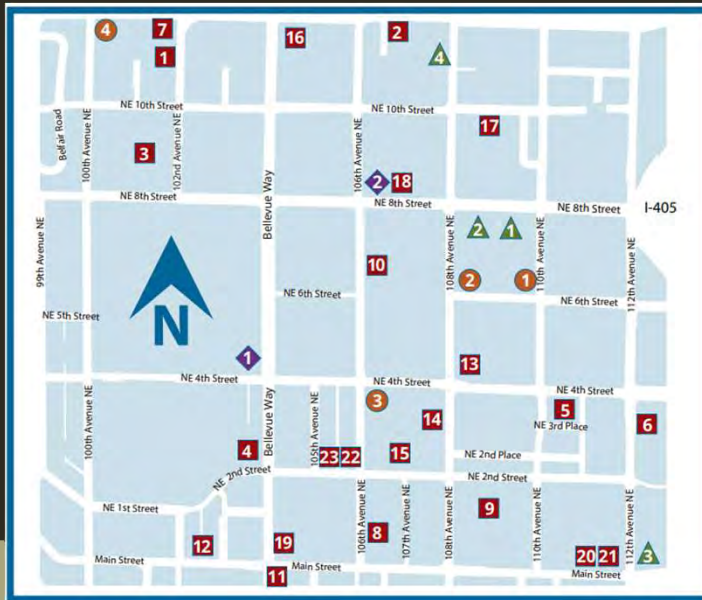 4
7
16
2
1
4
NE 10th Street
NE 10th Street
Belfair Road
100th Avenue NE
102nd Avenue NE
106th Avenue NE
17
3
2
18
NE 8th Street
NE 8th Street
NE 8th Street
I-405
Bellevue Way
99th Avenue NE
108th Avenue NE
2
1
110th Avenue NE
112th Avenue NE
10
2
1
NE 6th Street
NE 6th Street
NE 5th Street
N
1
13
NE 4th Street
NE 4th Street
NE 4th Street
100th Avenue NE
Bellevue Way
105th Avenue NE
3
14
5
NE 3rd Place
6
4
23
22
15
NE 2nd Place
NE 2nd Street
NE 2nd Street
NE 1st Street
9
12
19
106th Avenue NE
8
107th Avenue NE
108th Avenue NE
110th Avenue NE
20
21
112th Avenue NE
3
Main Street
11
Main Street
Main Street